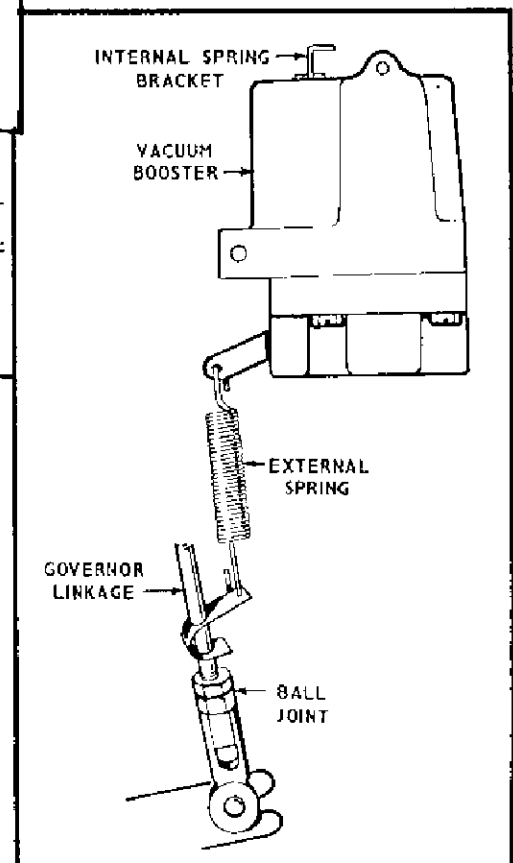 INTERNAL SPRING
BRACKET
VACUUM
BOOSTER
EXTERNAL
SPRING
GOVERNOR
LINKAGE
BALL
JOINT